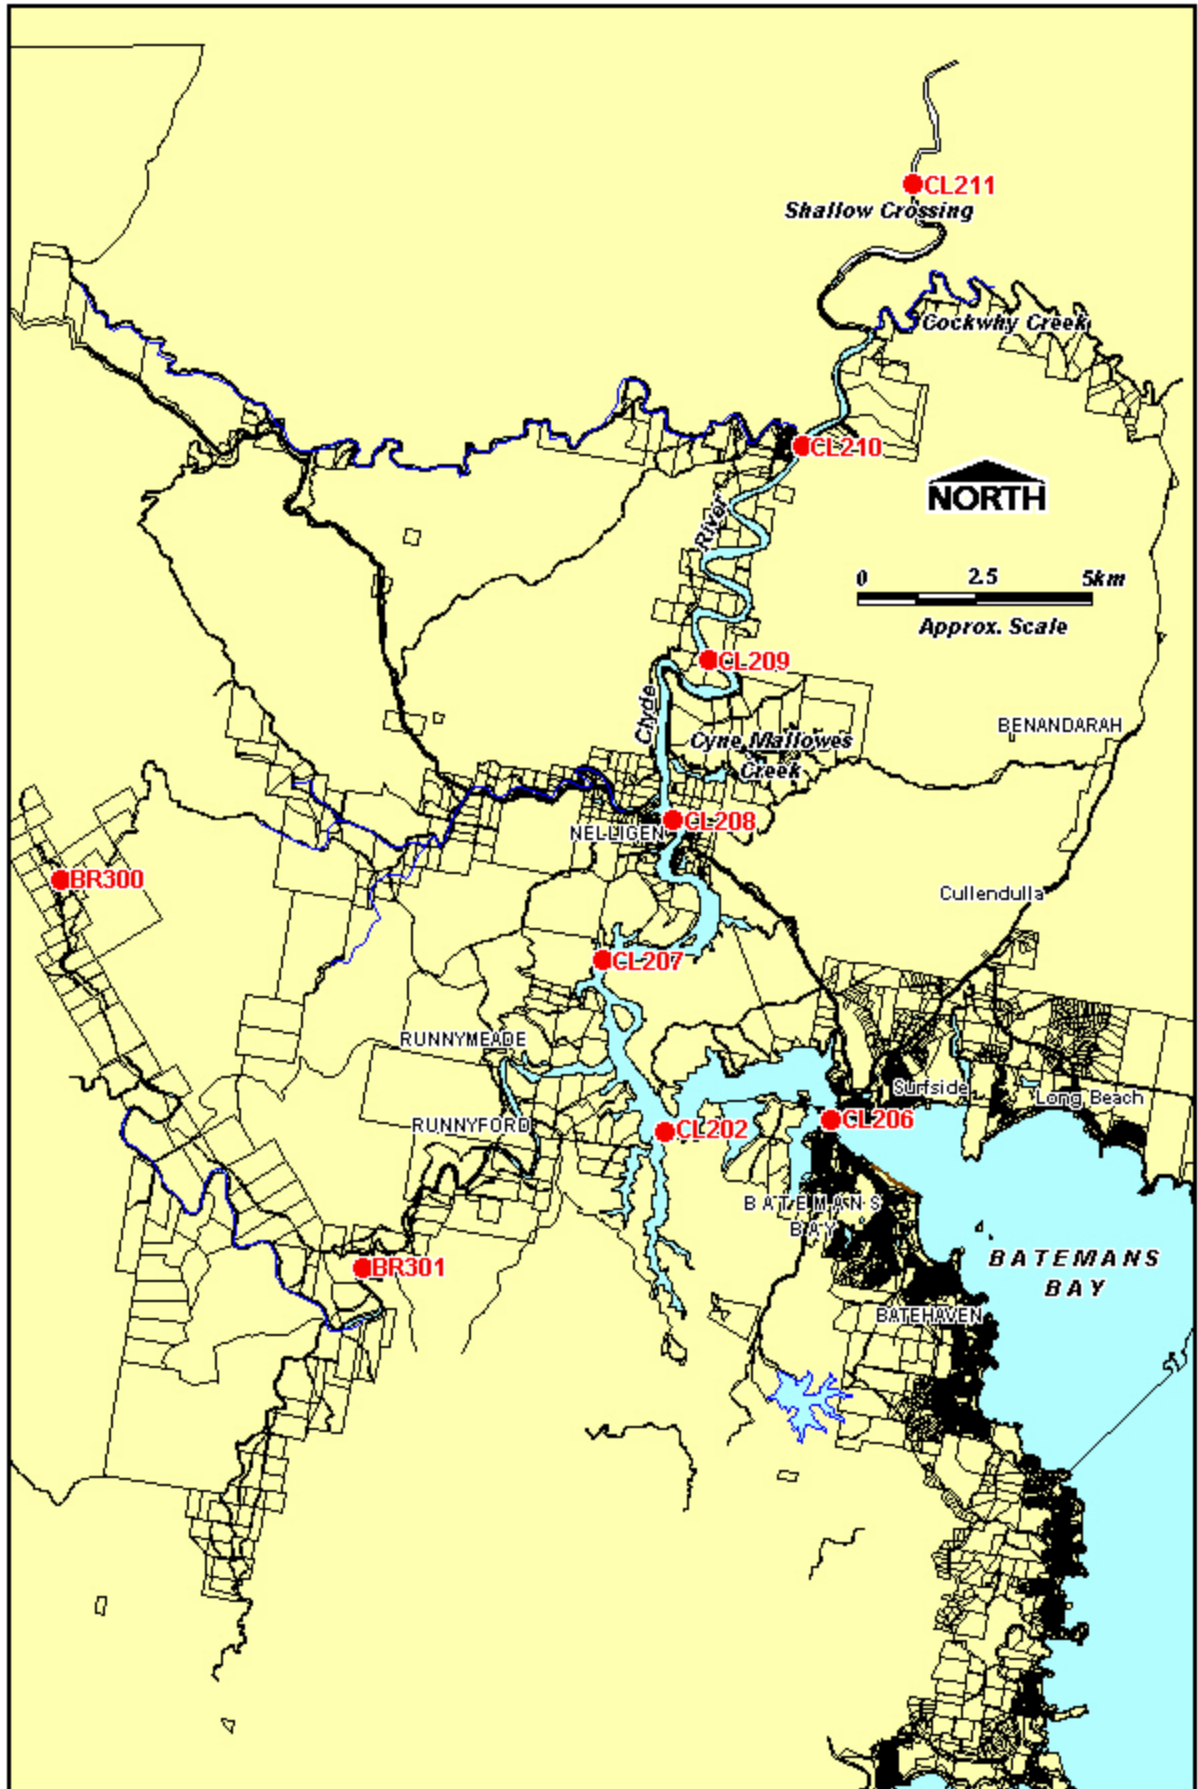 CL211
Shallow Crossing
Cockwhy Creek
CL210
NORTH
River
0 2.5 5km
Approx. Scale
CL209
Clyde
BENANDARAH
Cyne Mallowes
Creek
CL208
NELLIGEN
BR300
Cullendulla
CL207
RUNNYMEADE
Surfside
Long Beach
RUNNYFORD
CL202
CL206
BATEMANS
BAY
BATEMANS
BAY
BR301
BATEHAVEN